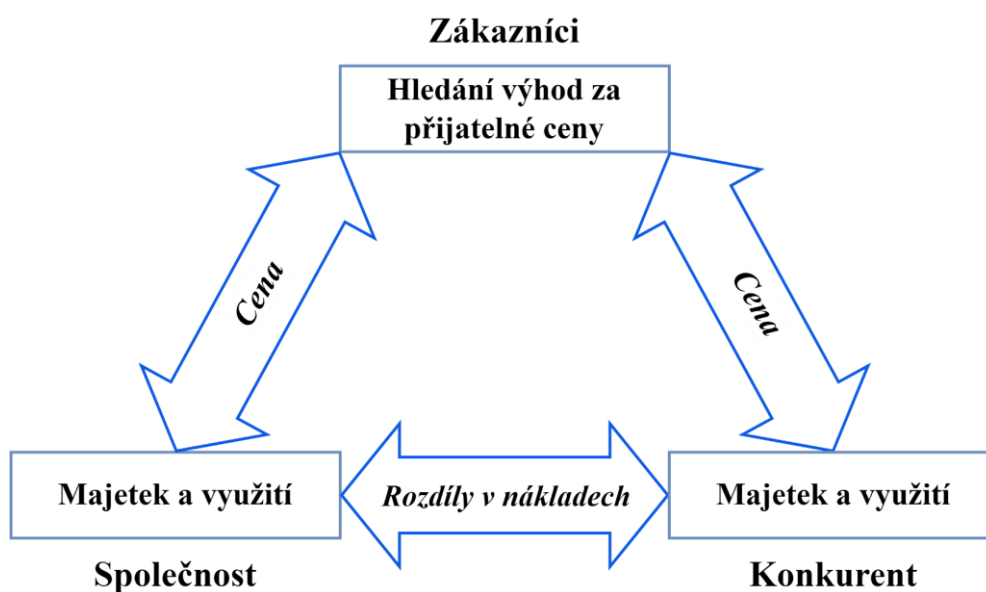 Zákazníci
Hledání výhod za
přijatelné ceny
Cena
Cena
Majetek a využití
Rozdíly v nákladech
Majetek a využití
Společnost
Konkurent